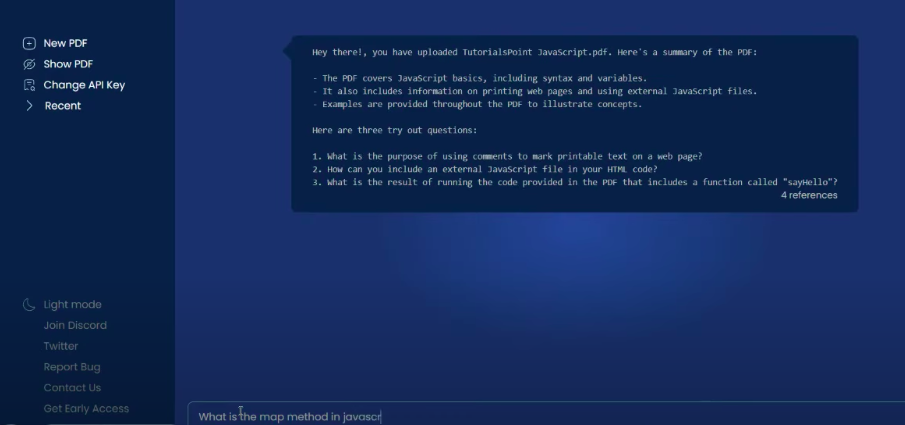 New PDF
Show PDF
Change API Key
Recent
Hey there!, you have uploaded TutorialsPoint JavaScript.pdf. Here's a summary of the PDF:
- The PDF covers JavaScript basics, including syntax and variables.
- It also includes information on printing web pages and using external JavaScript files.
- Examples are provided throughout the PDF to illustrate concepts.
Here are three try out questions:
1. What is the purpose of using comments to mark printable text on a web page?
2. How can you include an external JavaScript file in your HTML code?
3. What is the result of running the code provided in the PDF that includes a function called "sayHello"?
4 references
Light mode
Join Discord
Twitter
Report Bug
Contact Us
Get Early Access
What is the map method in javascr